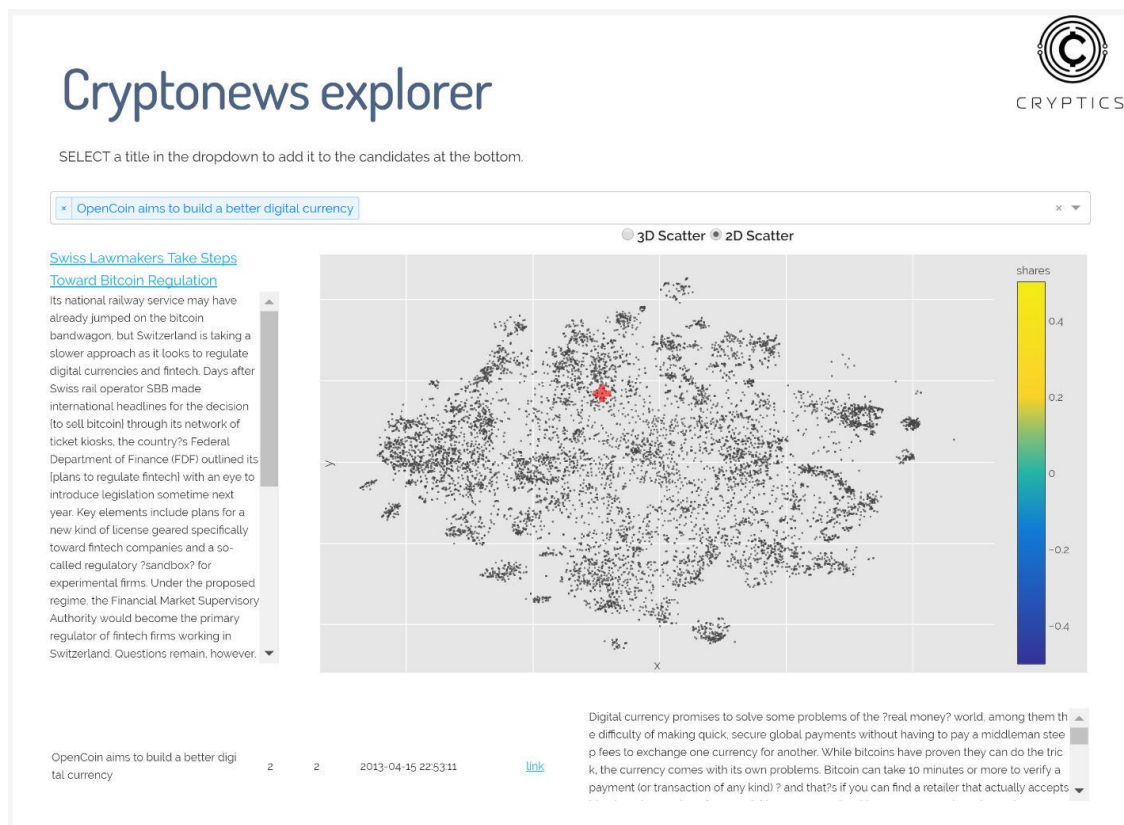 CRYPTICS
Cryptonews explorer
SELECT a title in the dropdown to add it to the candidates at the bottom.
× OpenCoin aims to build a better digital currency ×
3D Scatter 2D Scatter
Swiss Lawmakers Take Steps
Toward Bitcoin Regulation
Its national railway service may have
already jumped on the bitcoin
bandwagon, but Switzerland is taking a
slower approach as it looks to regulate
digital currencies and fintech. Days after
Swiss rail operator SBB made
international headlines for the decision
[to sell bitcoin] through its network of
ticket kiosks, the country?s Federal
Department of Finance (FDF) outlined its
[plans to regulate fintech] with an eye to
introduce legislation sometime next
year. Key elements include plans for a
new kind of license geared specifically
toward fintech companies and a so-
called regulatory ?sandbox? for
experimental firms. Under the proposed
regime, the Financial Market Supervisory
Authority would become the primary
regulator of fintech firms working in
Switzerland. Questions remain, however,
y
x
shares
0.4
0.2
0
−0.2
−0.4
OpenCoin aims to build a better digi
tal currency
2
2
2013-04-15 22:53:11
link
Digital currency promises to solve some problems of the ?real money? world, among them th
e difficulty of making quick, secure global payments without having to pay a middleman stee
p fees to exchange one currency for another. While bitcoins have proven they can do the tric
k, the currency comes with its own problems. Bitcoin can take 10 minutes or more to verify a
payment (or transaction of any kind) ? and that?s if you can find a retailer that actually accepts